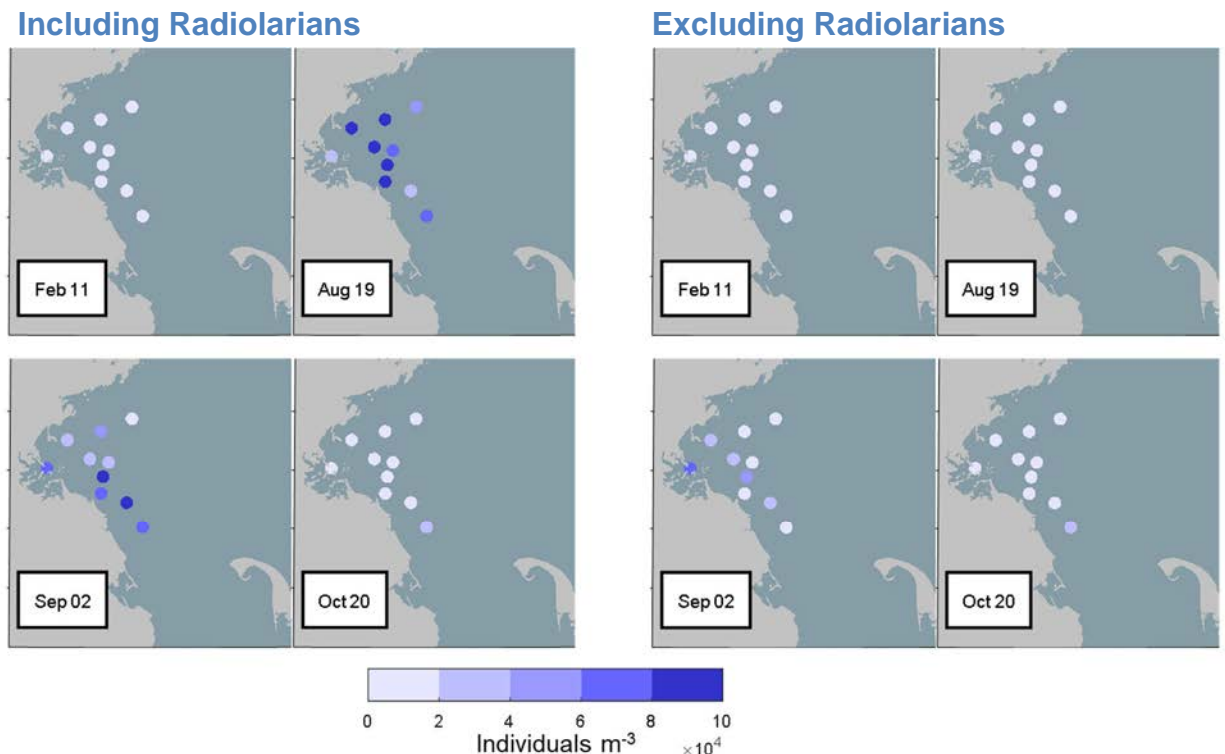 Including Radiolarians
Excluding Radiolarians
Feb 11
Aug 19
Feb 11
Aug 19
Sep 02
Oct 20
Sep 02
Oct 20
0 2 4 6 8 10
Individuals m-3 ×10⁴